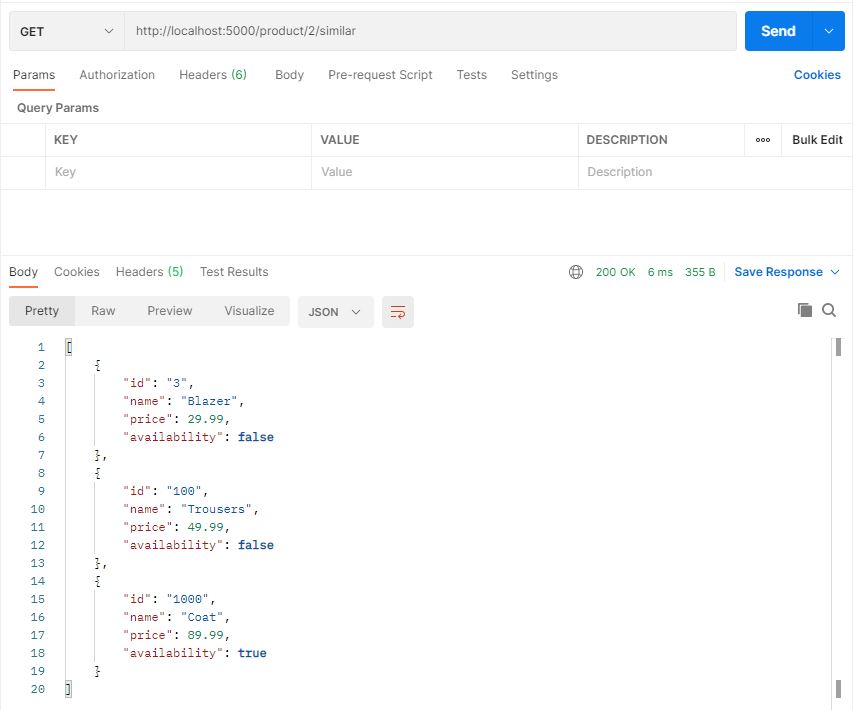 GET http://localhost:5000/product/2/similar Send
Params Authorization Headers (6) Body Pre-request Script Tests Settings Cookies
Query Params
KEY VALUE DESCRIPTION ooo Bulk Edit
Key Value Description
Body Cookies Headers (5) Test Results 200 OK 6 ms 355 B Save Response
Pretty Raw Preview Visualize JSON
1 [
2 {
3 "id": "3",
4 "name": "Blazer",
5 "price": 29.99,
6 "availability": false
7 },
8 {
9 "id": "100",
10 "name": "Trousers",
11 "price": 49.99,
12 "availability": false
13 },
14 {
15 "id": "1000",
16 "name": "Coat",
17 "price": 89.99,
18 "availability": true
19 }
20 ]